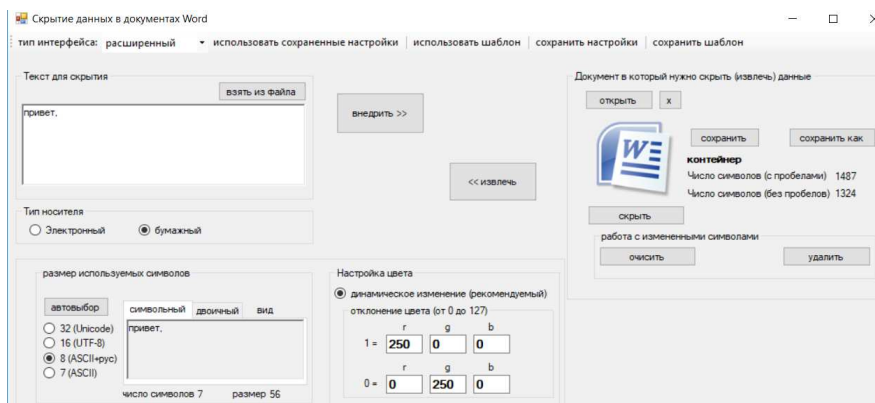 Скрытие данных в документах Word
тип интерфейса: расширенный использовать сохраненные настройки использовать шаблон сохранить настройки сохранить шаблон
Текст для скрытия
взять из файла
привет,
внедрить >>
<< извлечь
Документ в который нужно скрыть (извлечь) данные
открыть x
W
сохранить сохранить как
контейнер
Число символов (с пробелами) 1487
Число символов (без пробелов) 1324
скрыть
работа с измененными символами
очисить удалить
Тип носителя
Электронный бумажный
размер используемых символов
автовыбор
символьный двоичный вид
32 (Unicode)
16 (UTF-8)
8 (ASCII+рус)
7 (ASCII)
привет,
число символов 7 размер 56
Настройка цвета
динамическое изменение (рекомендуемый)
отклонение цвета (от 0 до 127)
r g b
1 = 250 0 0
r g b
0 = 0 250 0